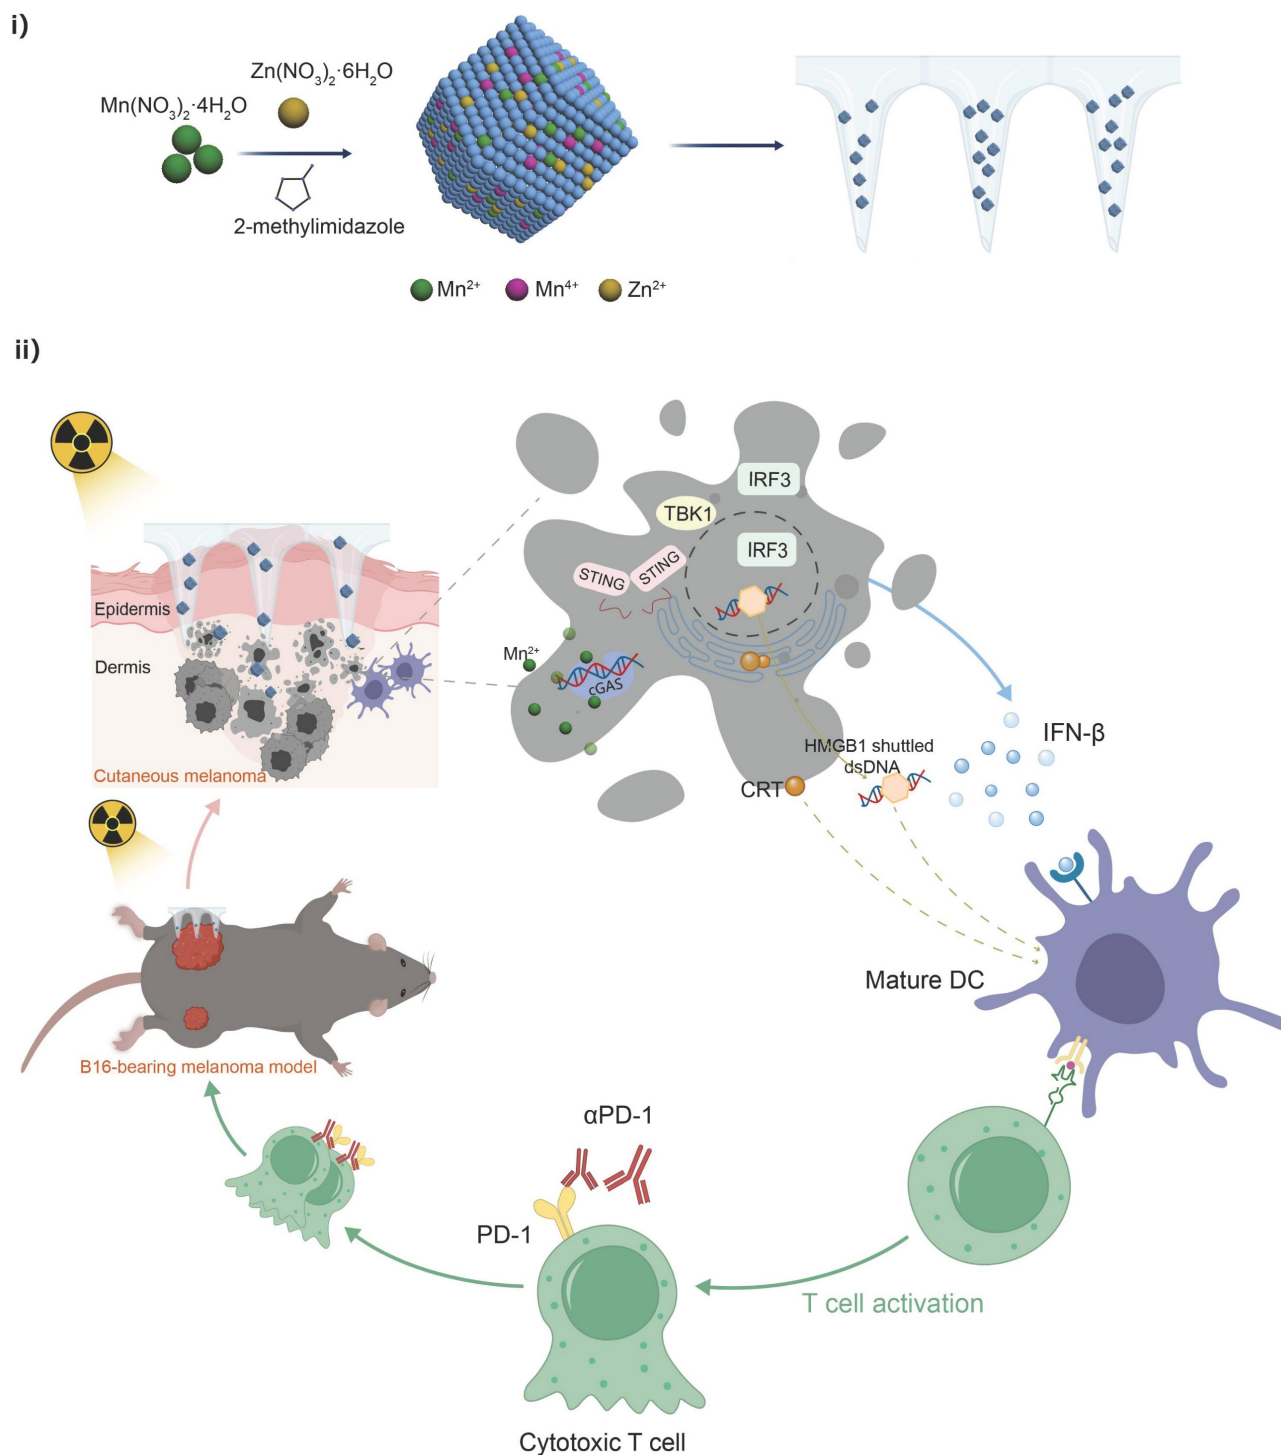 i)
Zn(NO₃)₂·6H₂O
Mn(NO₃)₂·4H₂O
2-methylimidazole
Mn²⁺
Mn⁴⁺
Zn²⁺
ii)
IRF3
TBK1
IRF3
STING
STING
Epidermis
Dermis
Mn²⁺
cGAS
Cutaneous melanoma
IFN-β
HMGB1 shuttled
dsDNA
CRT
Mature DC
B16-bearing melanoma model
αPD-1
PD-1
T cell activation
Cytotoxic T cell